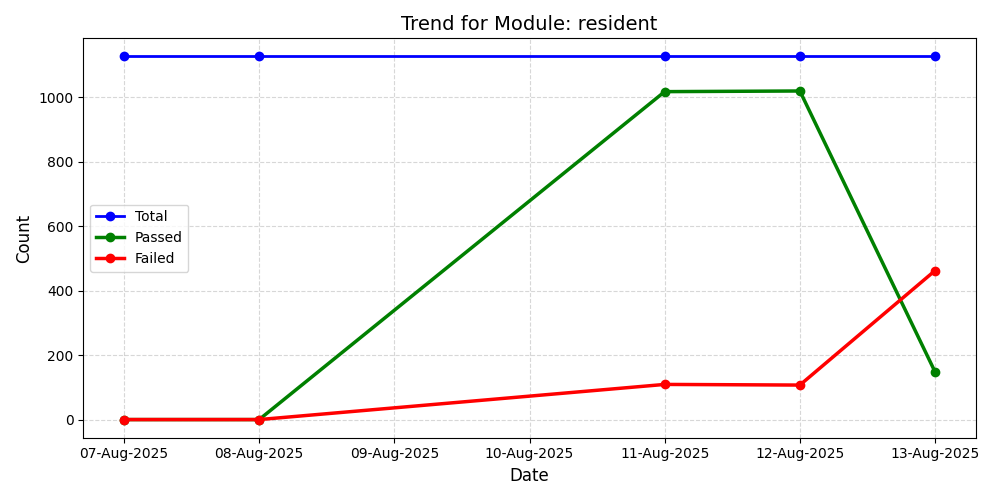 Trend for Module: resident
Count
1000
800
600
400
200
0
Total
Passed
Failed
07-Aug-2025 08-Aug-2025 09-Aug-2025 10-Aug-2025 11-Aug-2025 12-Aug-2025 13-Aug-2025
Date